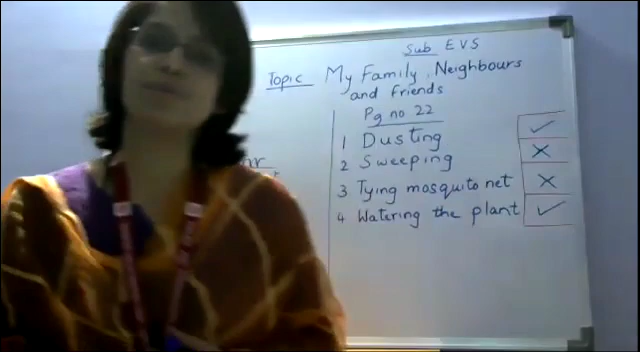 Sub EVS
Topic My Family, Neighbours
and Friends
Pg no 22
1 Dusting ✓
2 Sweeping ✗
3 Tying mosquito net ✗
4 Watering the plant ✓